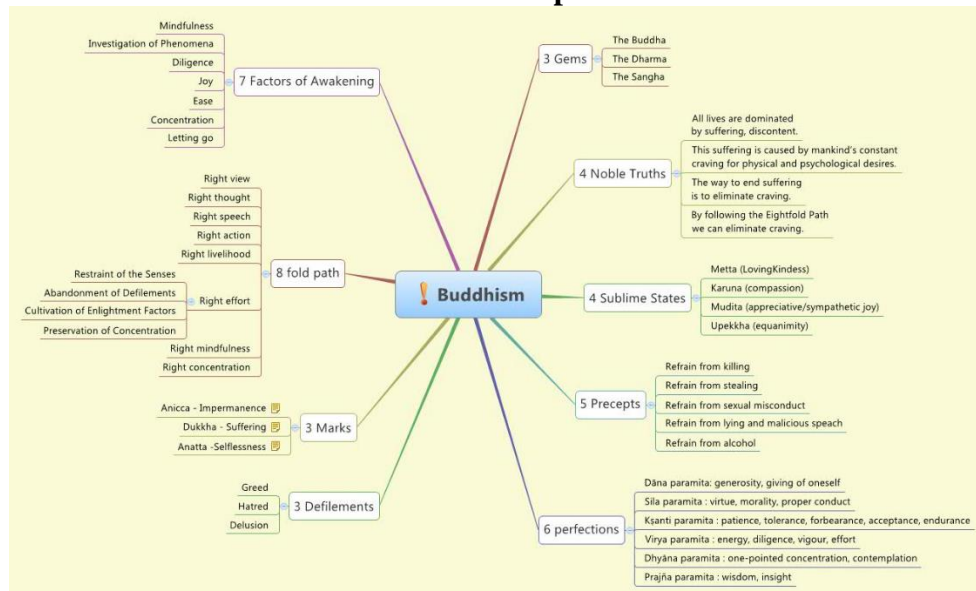 Buddhism
7 Factors of Awakening
Mindfulness
Investigation of Phenomena
Diligence
Joy
Ease
Concentration
Letting go
8 fold path
Right view
Right thought
Right speech
Right action
Right livelihood
Right effort
Restraint of the Senses
Abandonment of Defilements
Cultivation of Enlightment Factors
Preservation of Concentration
Right mindfulness
Right concentration
3 Marks
Anicca - Impermanence
Dukkha - Suffering
Anatta -Selflessness
3 Defilements
Greed
Hatred
Delusion
3 Gems
The Buddha
The Dharma
The Sangha
4 Noble Truths
All lives are dominated
by suffering, discontent.
This suffering is caused by mankind's constant
craving for physical and psychological desires.
The way to end suffering
is to eliminate craving.
By following the Eightfold Path
we can eliminate craving.
4 Sublime States
Metta (LovingKindess)
Karuna (compassion)
Mudita (appreciative/sympathetic joy)
Upekkha (equanimity)
5 Precepts
Refrain from killing
Refrain from stealing
Refrain from sexual misconduct
Refrain from lying and malicious speach
Refrain from alcohol
6 perfections
Dāna paramita: generosity, giving of oneself
Sila paramita : virtue, morality, proper conduct
Kṣanti paramita : patience, tolerance, forbearance, acceptance, endurance
Virya paramita : energy, diligence, vigour, effort
Dhyāna paramita : one-pointed concentration, contemplation
Prajña paramita : wisdom, insight